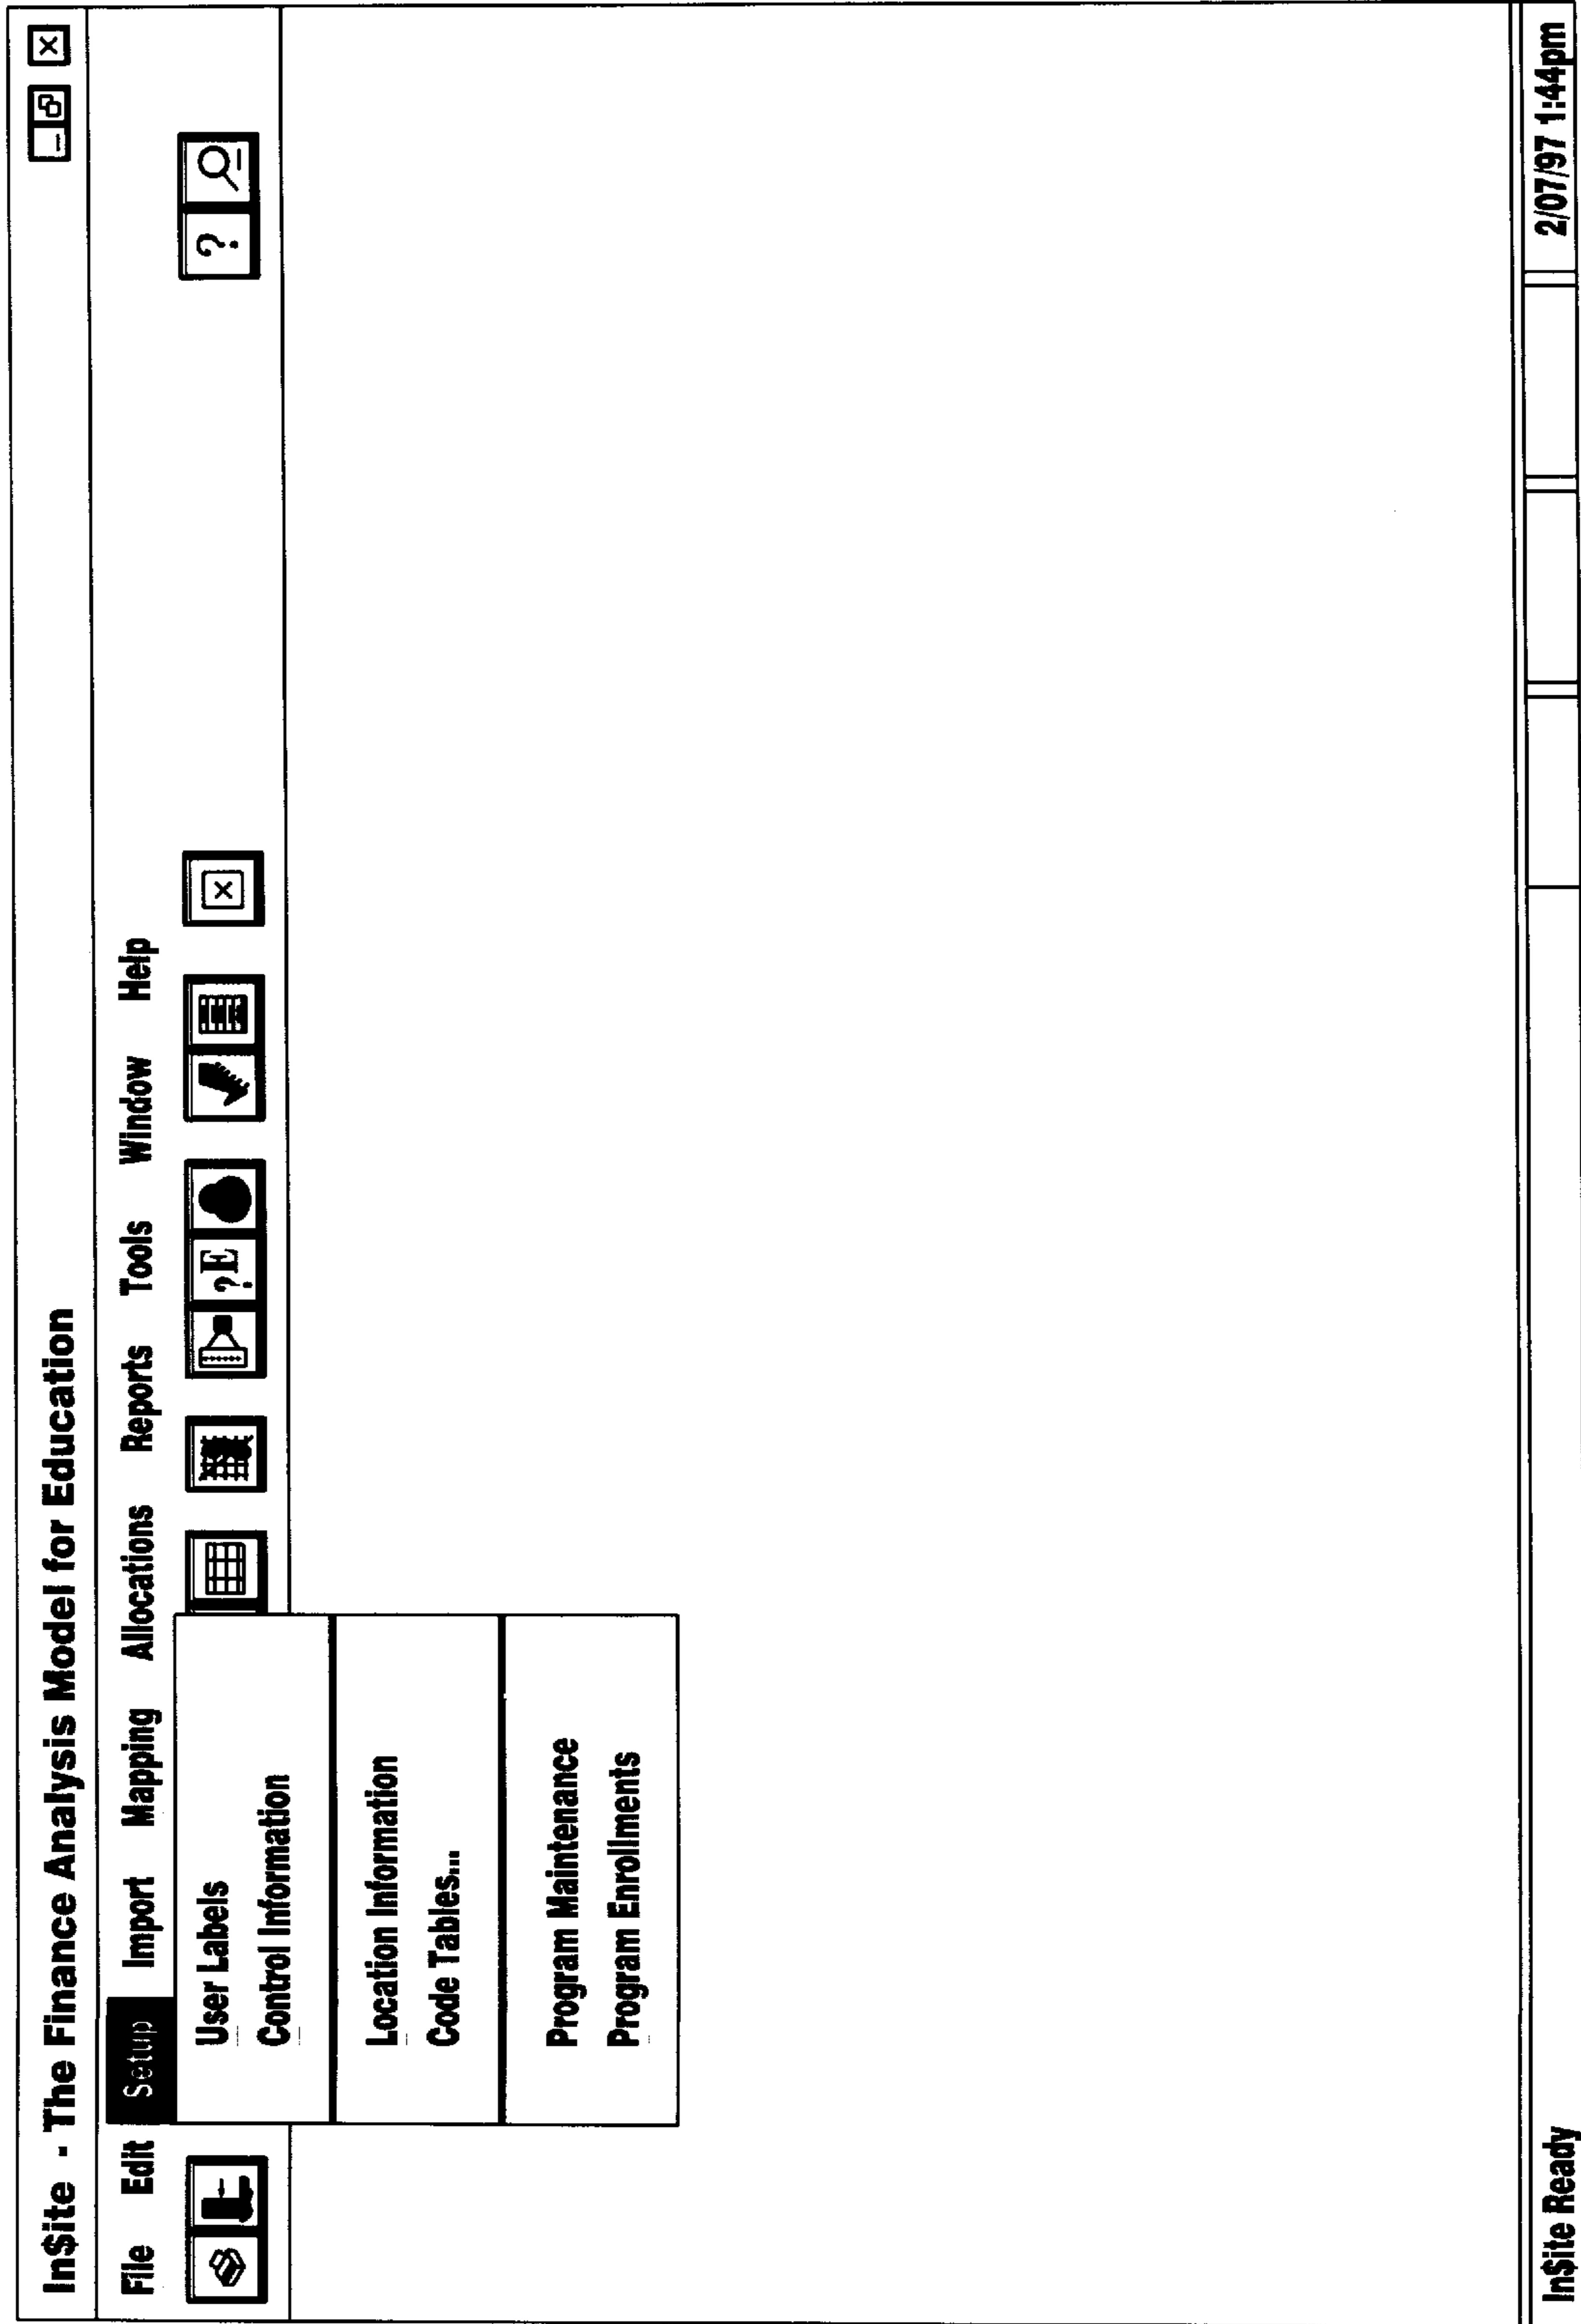 In$ite - The Finance Analysis Model for Education
File Edit Setup Import Mapping Allocations Reports Tools Window Help
? E ?
User Labels
Control Information
Location Information
Code Tables...
Program Maintenance
Program Enrollments
In$ite Ready 2/07/97 1:44pm